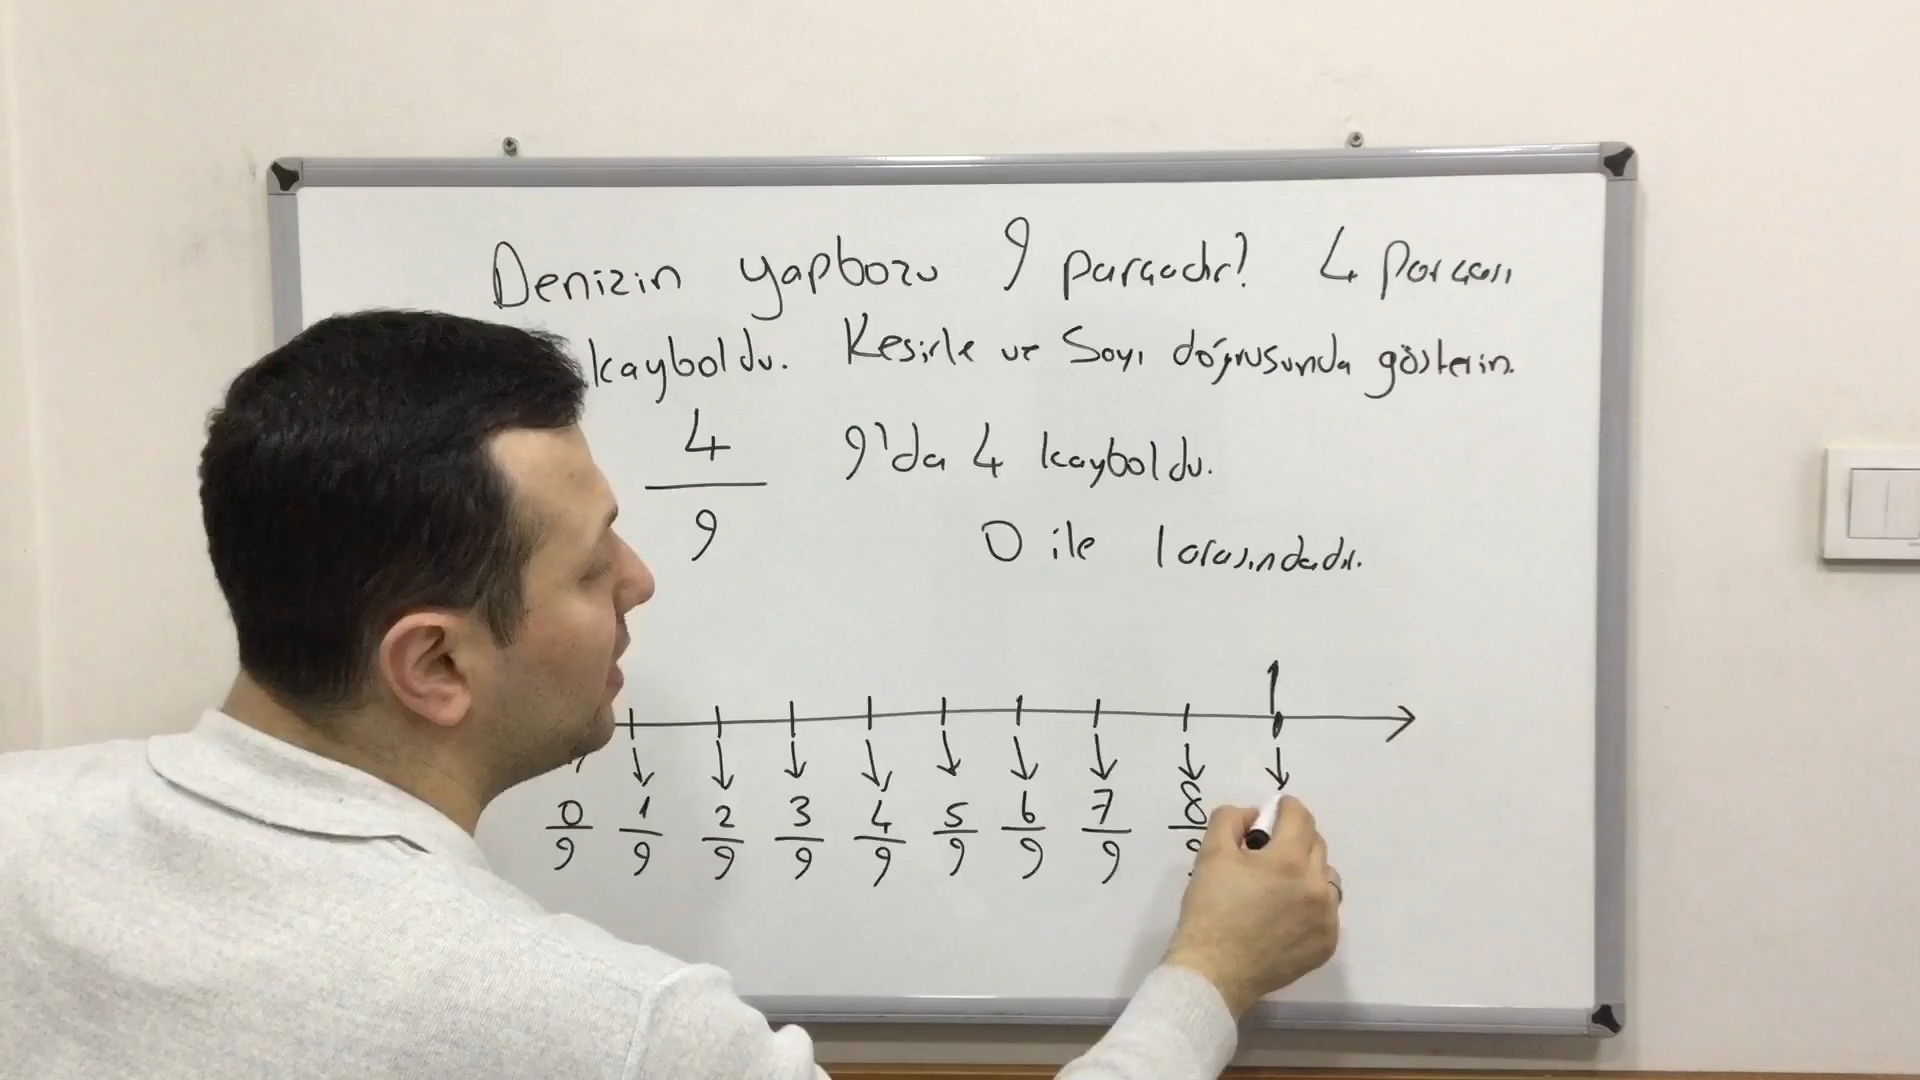 Denizin yapbozu 9 parçadır? 4 parçası
kayboldu. Kesirle ve Sayı doğrusunda gösterin.
4
9
9'da 4 kayboldu.
0 ile 1 arasındadır.
1
0 1 2 3 4 5 6 7 8
9 9 9 9 9 9 9 9 9